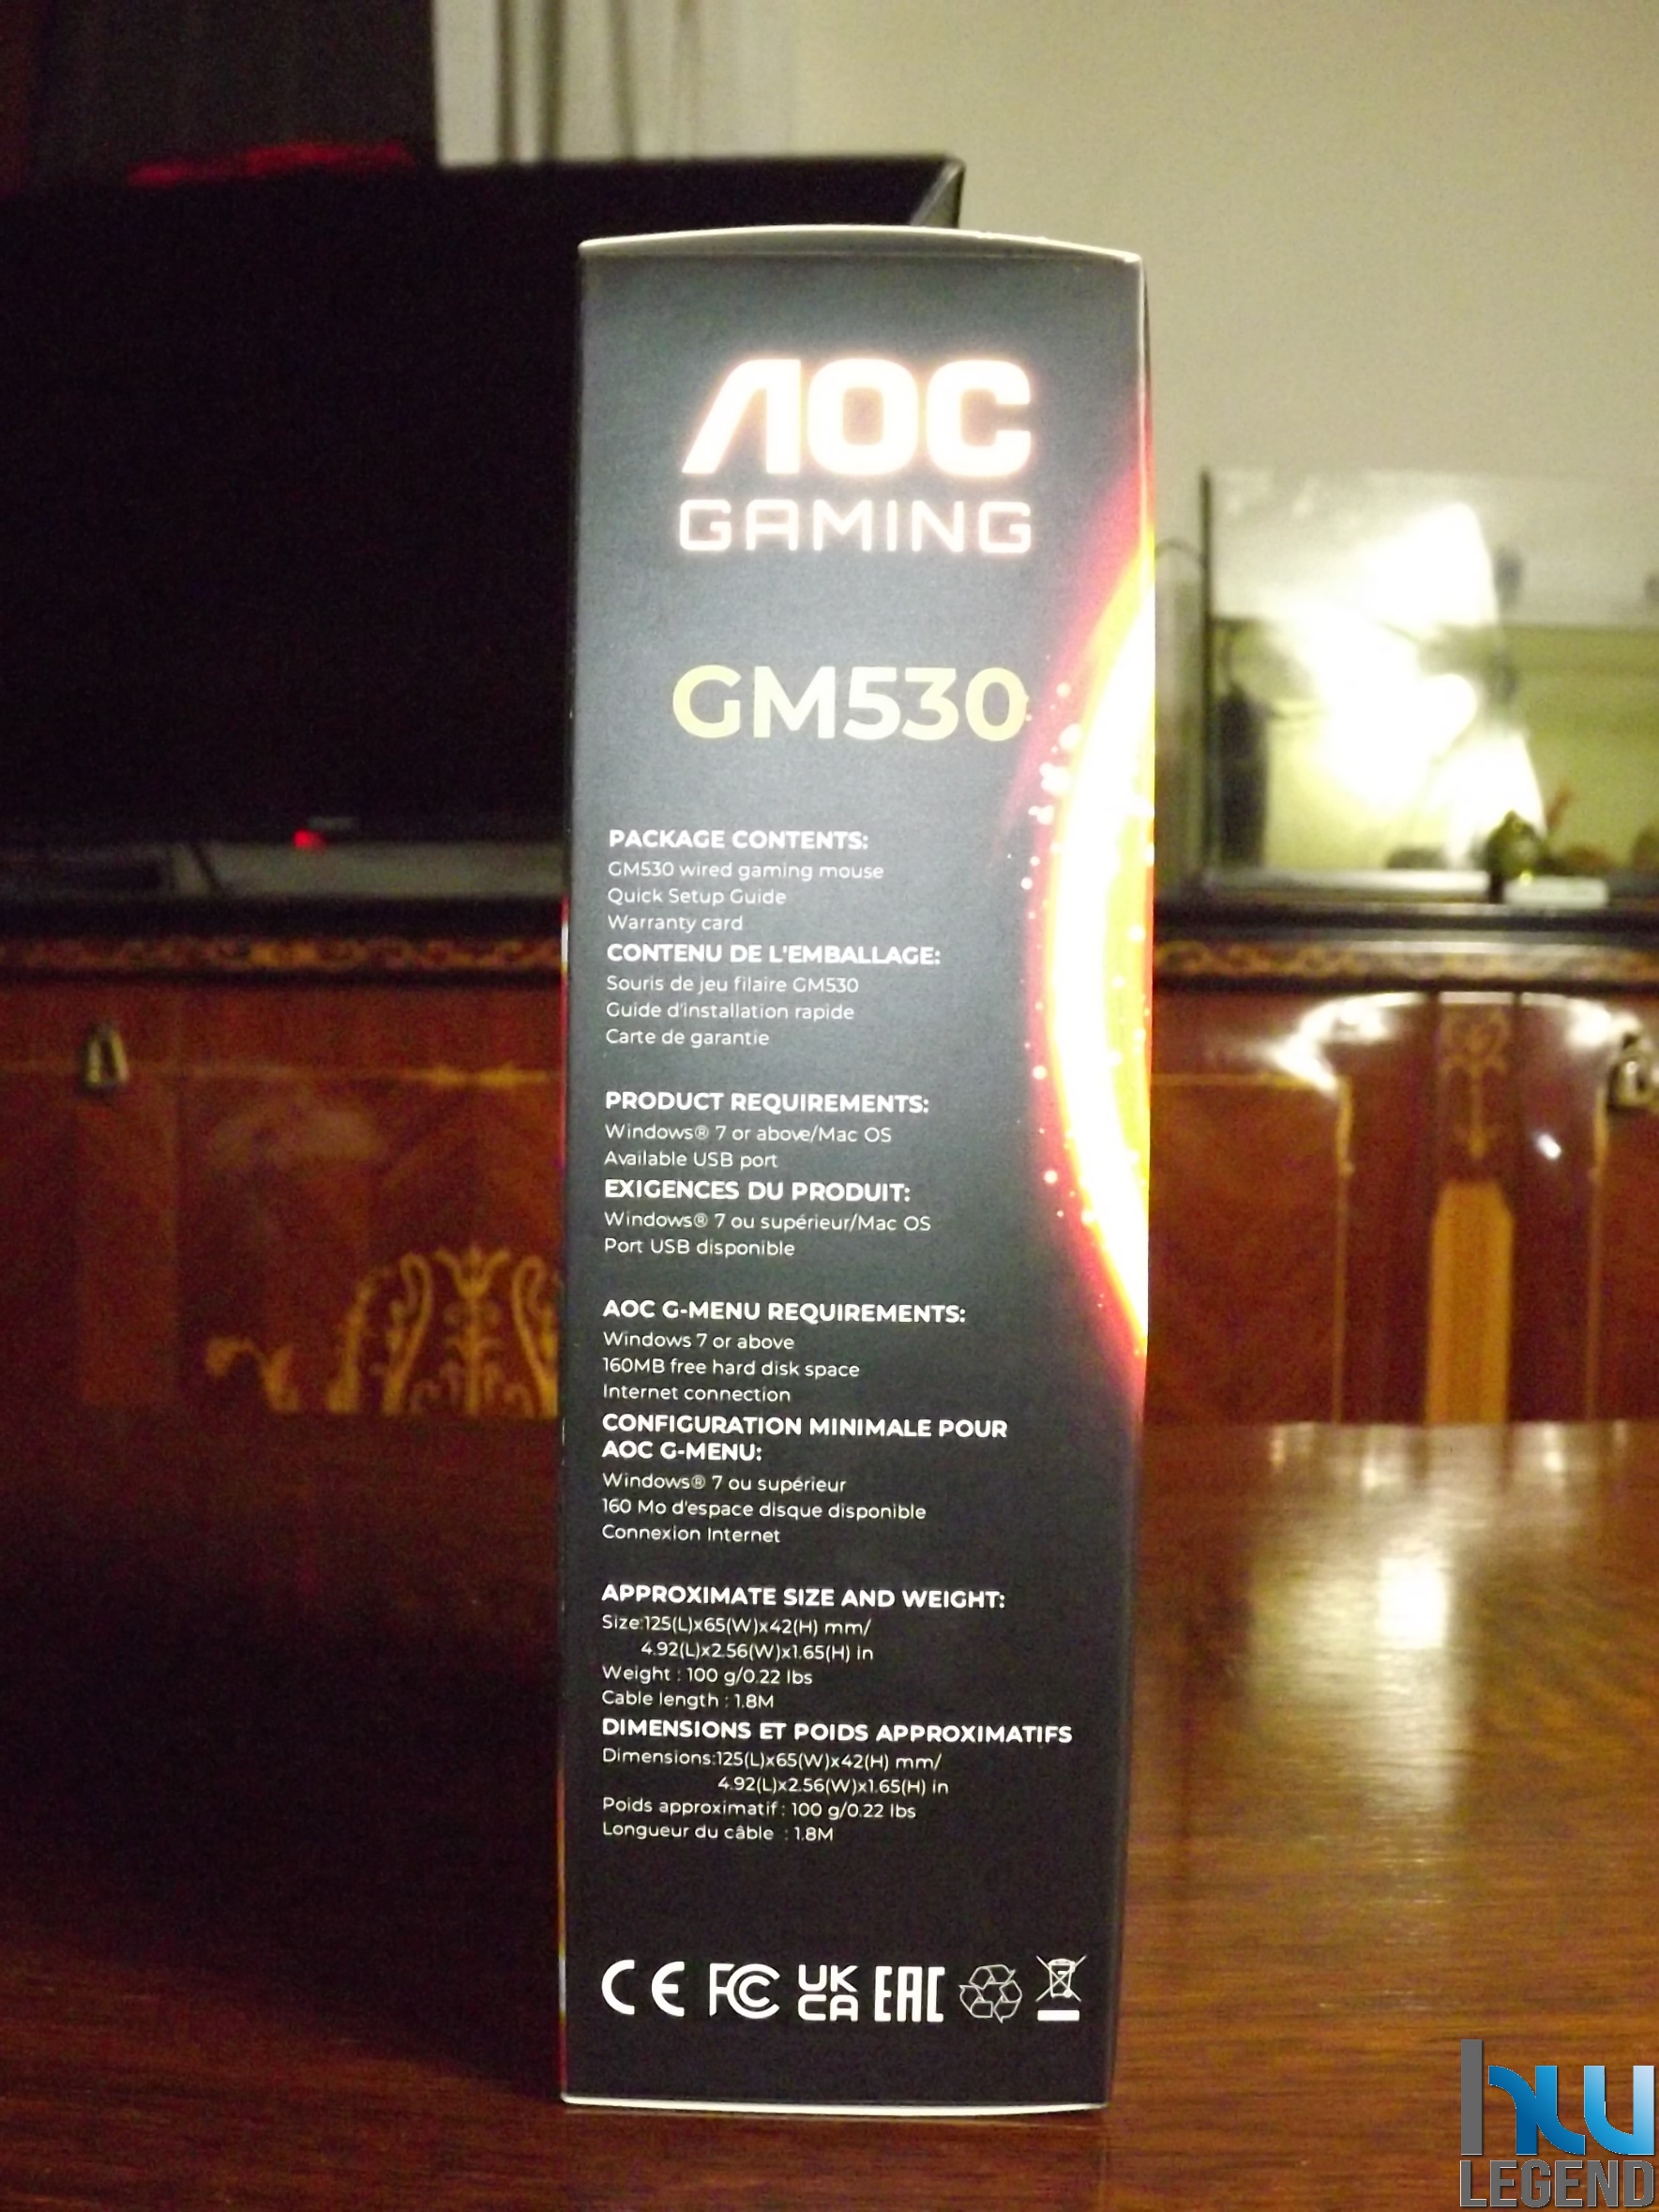 AOC
GAMING
GM530
PACKAGE CONTENTS:
GM530 wired gaming mouse
Quick Setup Guide
Warranty card
CONTENU DE L'EMBALLAGE:
Souris de jeu filaire GM530
Guide d'installation rapide
Carte de garantie
PRODUCT REQUIREMENTS:
Windows® 7 or above/Mac OS
Available USB port
EXIGENCES DU PRODUIT:
Windows® 7 ou supérieur/Mac OS
Port USB disponible
AOC G-MENU REQUIREMENTS:
Windows 7 or above
160MB free hard disk space
Internet connection
CONFIGURATION MINIMALE POUR
AOC G-MENU:
Windows® 7 ou supérieur
160 Mo d'espace disque disponible
Connexion Internet
APPROXIMATE SIZE AND WEIGHT:
Size:125(L)x65(W)x42(H) mm/
4.92(L)x2.56(W)x1.65(H) in
Weight : 100 g/0.22 lbs
Cable length : 1.8M
DIMENSIONS ET POIDS APPROXIMATIFS
Dimensions:125(L)x65(W)x42(H) mm/
4.92(L)x2.56(W)x1.65(H) in
Poids approximatif : 100 g/0.22 lbs
Longueur du câble : 1.8M
CE FC UK CA EAC
hw
LEGEND